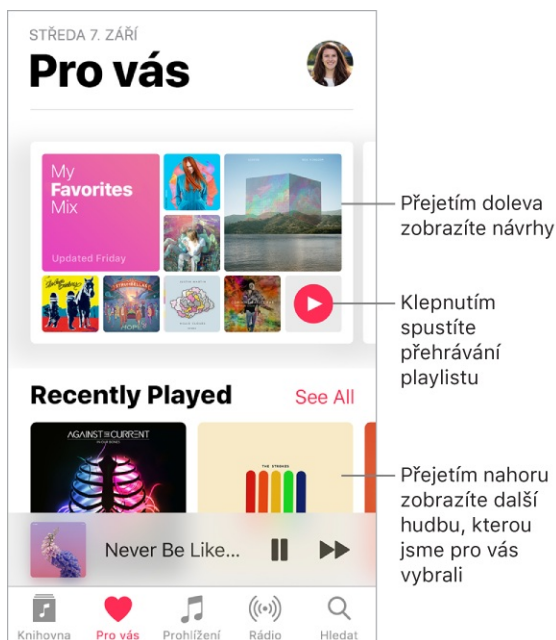 STŘEDA 7. ZÁŘÍ
Pro vás
My
Favorites
Mix
Updated Friday
Přejetím doleva
zobrazíte návrhy
HOPE
Klepnutím
spustíte
přehrávání
playlistu
Recently Played
See All
AGAINST THE CURRENT
THE STROKES
Přejetím nahoru
zobrazíte další
hudbu, kterou
jsme pro vás
vybrali
Never Be Like...
Knihovna
Pro vás
Prohlížení
Rádio
Hledat